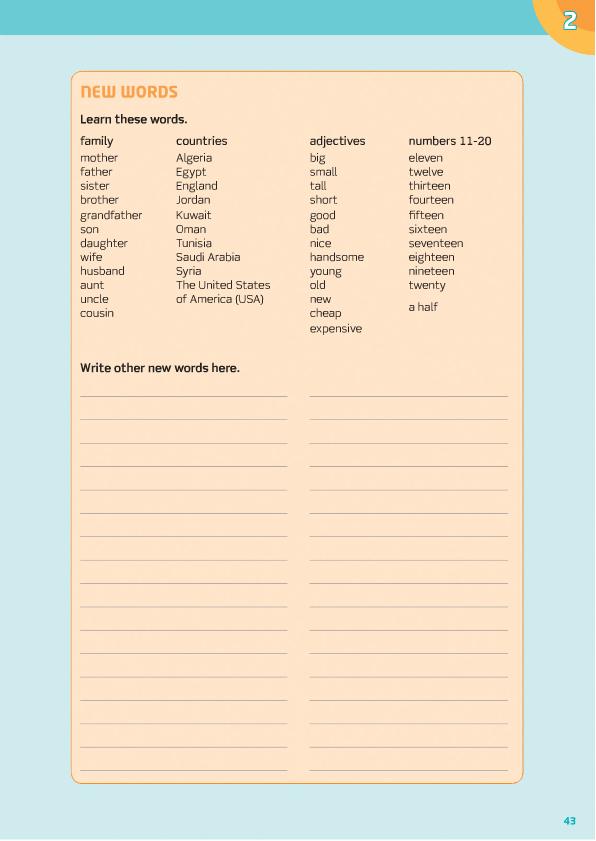 2
NEW WORDS
Learn these words.
family
mother
father
sister
brother
grandfather
son
daughter
wife
husband
aunt
uncle
cousin
countries
Algeria
Egypt
England
Jordan
Kuwait
Oman
Tunisia
Saudi Arabia
Syria
The United States
of America (USA)
adjectives
big
small
tall
short
good
bad
nice
handsome
young
old
new
cheap
expensive
numbers 11-20
eleven
twelve
thirteen
fourteen
fifteen
sixteen
seventeen
eighteen
nineteen
twenty
a half
Write other new words here.
43